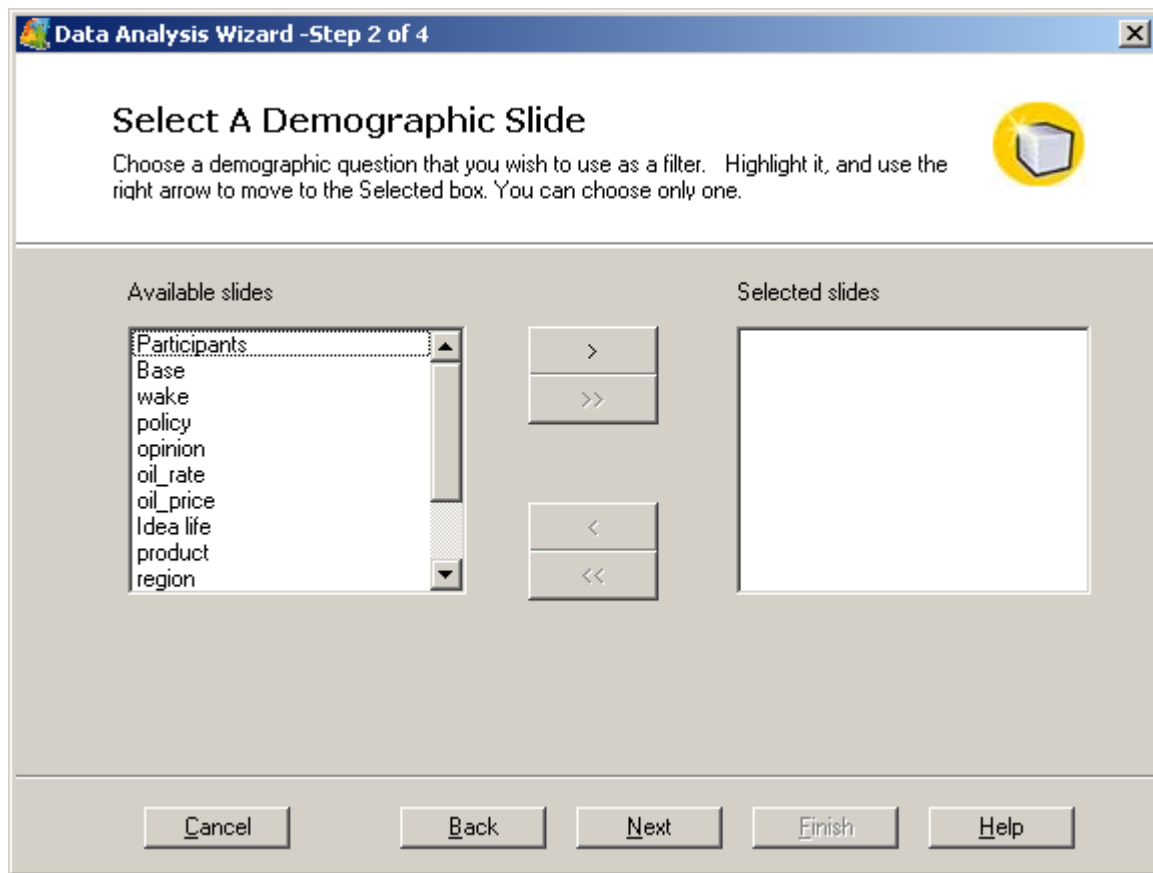 Data Analysis Wizard -Step 2 of 4
Select A Demographic Slide
Choose a demographic question that you wish to use as a filter.   Highlight it, and use the
right arrow to move to the Selected box. You can choose only one.
Available slides
Selected slides
Participants
Base
wake
policy
opinion
oil_rate
oil_price
Idea life
product
region
>
>>
<
<<
Cancel
Back
Next
Finish
Help